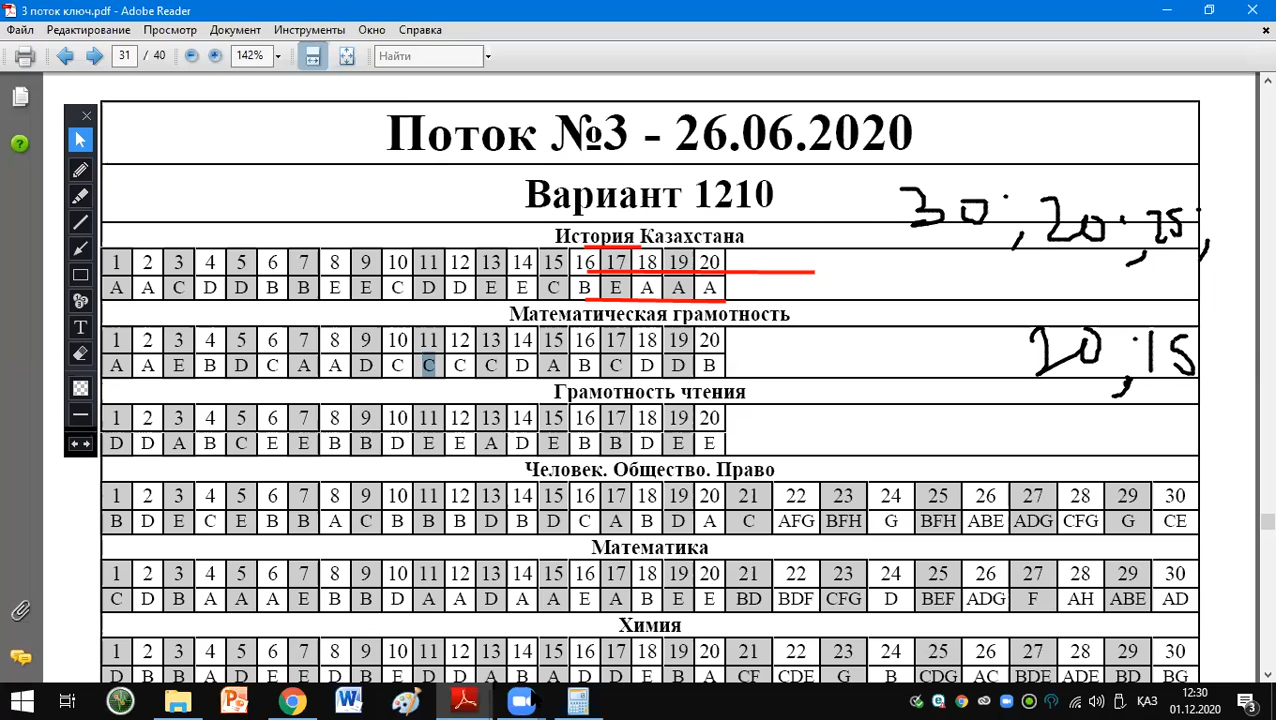 3 поток ключ.pdf - Adobe Reader
Файл Редактирование Просмотр Документ Инструменты Окно Справка
31 / 40 142% Найти
Поток №3 - 26.06.2020
Вариант 1210
30; 20; 25;
История Казахстана
1 2 3 4 5 6 7 8 9 10 11 12 13 14 15 16 17 18 19 20
A A C D D B B E E C D D E E C B E A A A
Математическая грамотность
20; 15
1 2 3 4 5 6 7 8 9 10 11 12 13 14 15 16 17 18 19 20
A A E B D C A A D C C C C D A B C D D B
Грамотность чтения
1 2 3 4 5 6 7 8 9 10 11 12 13 14 15 16 17 18 19 20
D D A B C E E B B D E E A D E B B D E E
Человек. Общество. Право
1 2 3 4 5 6 7 8 9 10 11 12 13 14 15 16 17 18 19 20 21 22 23 24 25 26 27 28 29 30
B D E C E B B A C B B B D B D C A B D A C AFG BFH G BFH ABE ADG CFG G CE
Математика
1 2 3 4 5 6 7 8 9 10 11 12 13 14 15 16 17 18 19 20 21 22 23 24 25 26 27 28 29 30
C D B A A A E B B D A A D A A E A B E E BD BDF CFG D BEF ADG F AH ABE AD
Химия
1 2 3 4 5 6 7 8 9 10 11 12 13 14 15 16 17 18 19 20 21 22 23 24 25 26 27 28 29 30
D B B A D E E D B E D D A B A D D E B A CF CDE G B CDG AC BDE ADE BD BG
КАЗ
12:30
01.12.2020
3